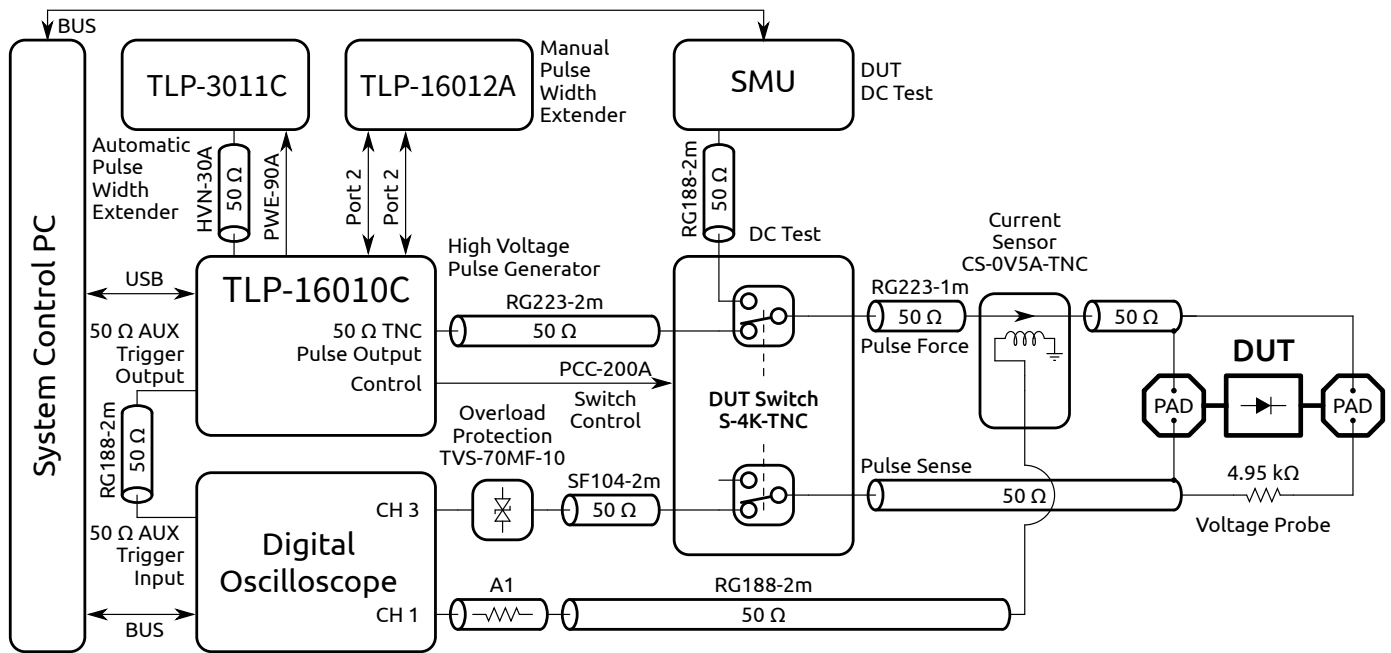 BUS
System Control PC
TLP-3011C
Automatic
Pulse
Width
Extender
HVN-30A
50 Ω
PWE-90A
TLP-16012A
Manual
Pulse
Width
Extender
Port 2
Port 2
SMU
DUT
DC Test
RG188-2m
50 Ω
DC Test
USB
TLP-16010C
High Voltage
Pulse Generator
50 Ω TNC
Pulse Output
Control
RG223-2m
50 Ω
PCC-200A
Switch
Control
50 Ω AUX
Trigger
Output
RG188-2m
50 Ω
50 Ω AUX
Trigger
Input
BUS
Digital
Oscilloscope
CH 3
CH 1
Overload
Protection
TVS-70MF-10
SF104-2m
50 Ω
DUT Switch
S-4K-TNC
RG223-1m
50 Ω
Pulse Force
Current
Sensor
CS-0V5A-TNC
50 Ω
DUT
PAD
PAD
Pulse Sense
50 Ω
4.95 kΩ
Voltage Probe
A1
RG188-2m
50 Ω